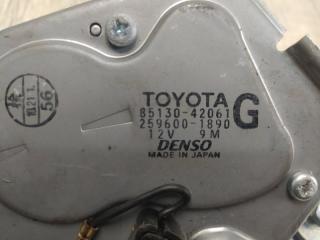 TOYOTA G
85130-42061
259600-1890
12V 9M
DENSO
MADE IN JAPAN
56